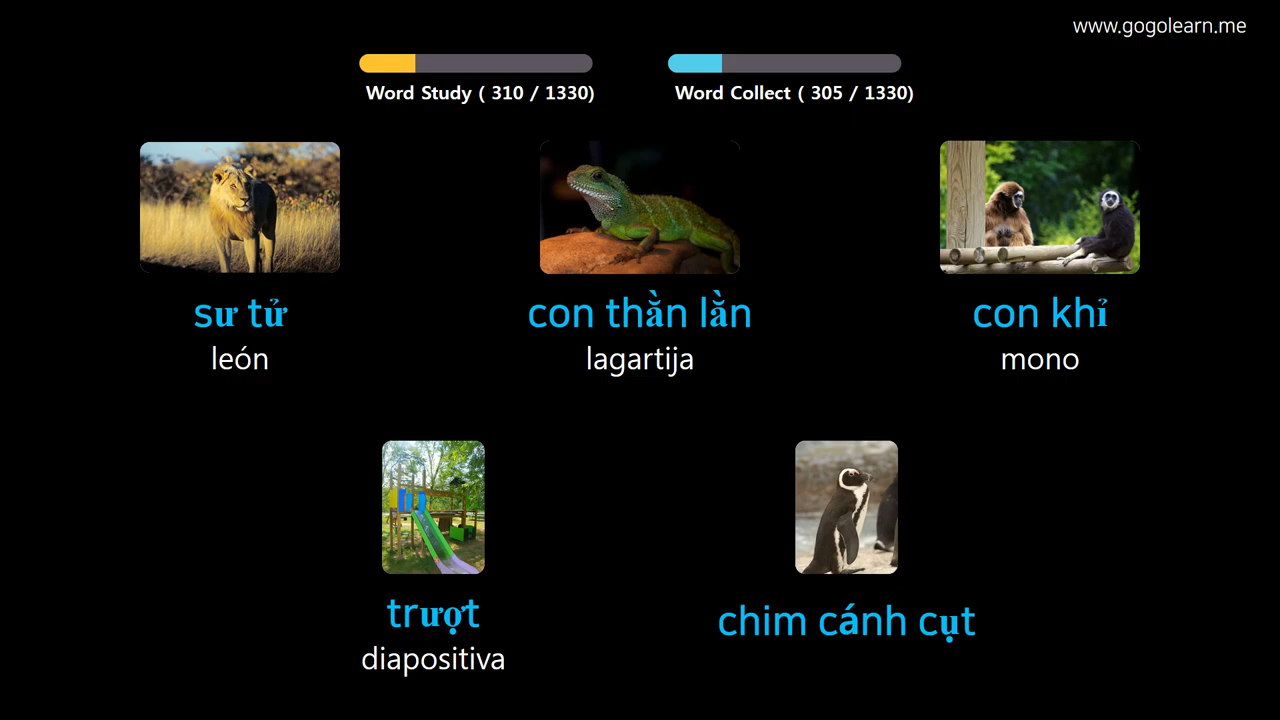 www.gogolearn.me
Word Study ( 310 / 1330)
Word Collect ( 305 / 1330)
sư tử
león
con thằn lằn
lagartija
con khỉ
mono
trượt
diapositiva
chim cánh cụt